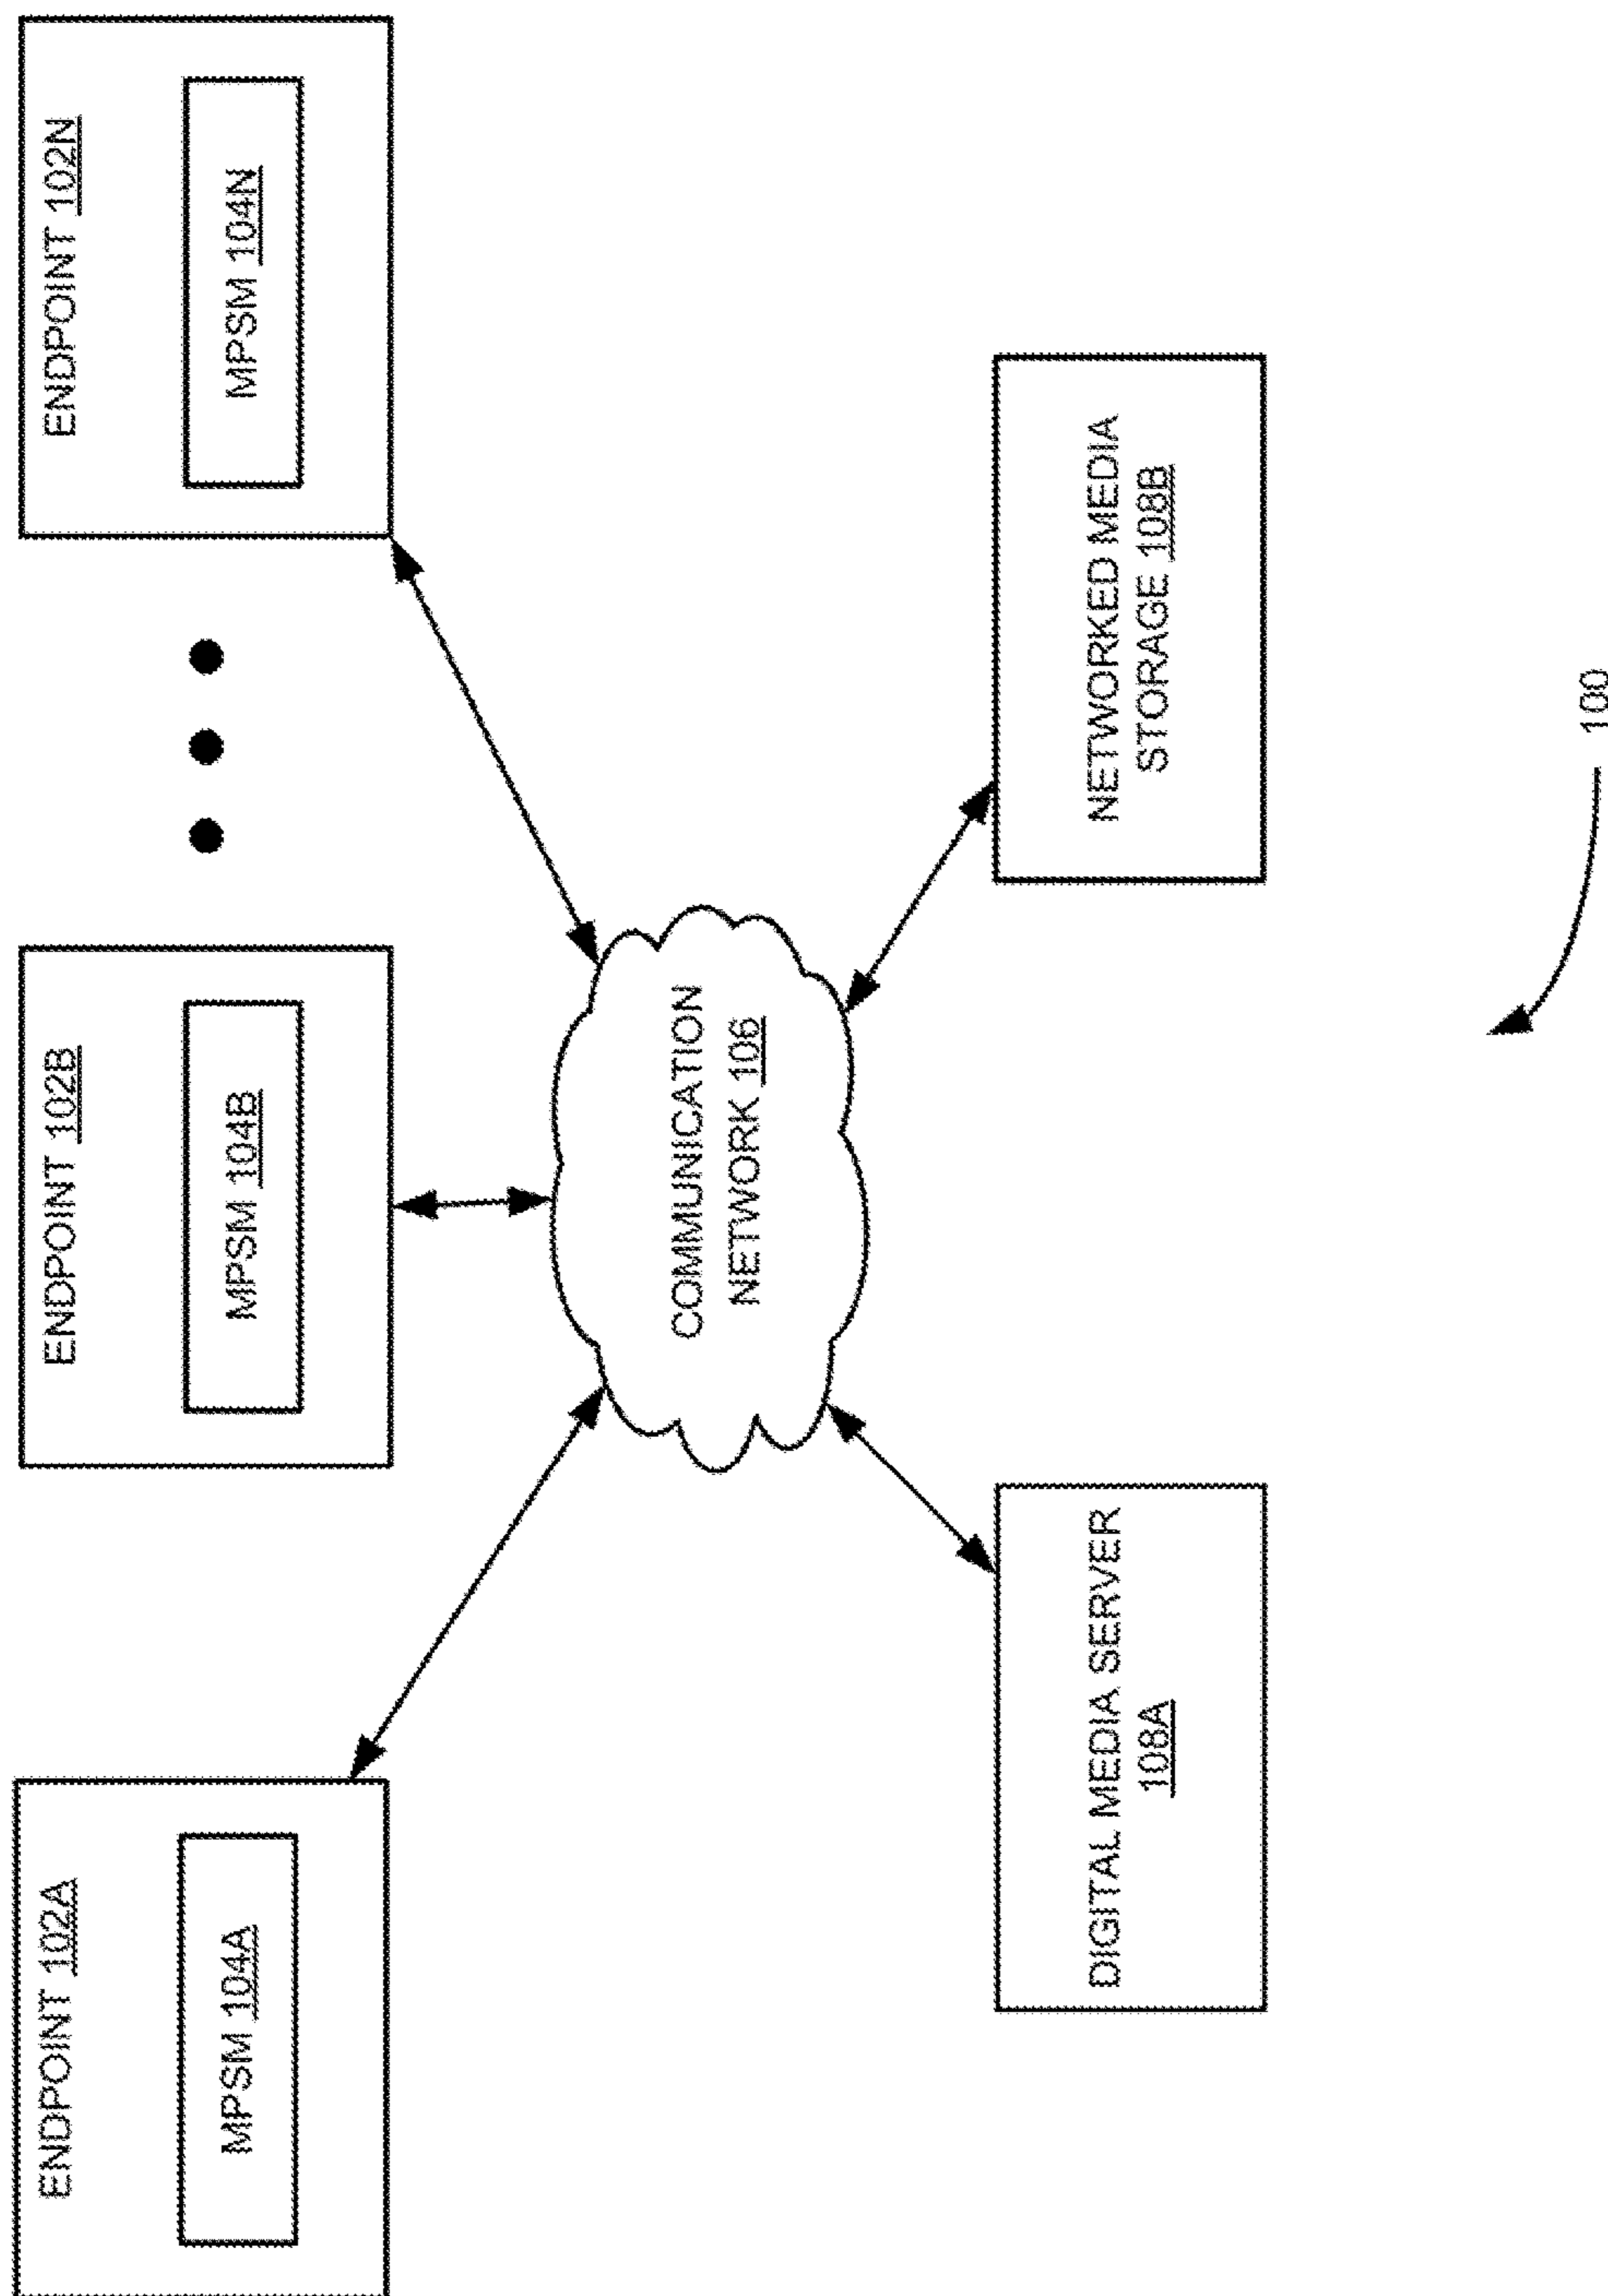 ENDPOINT 102A
MPSM 104A
ENDPOINT 102B
MPSM 104B
ENDPOINT 102N
MPSM 104N
COMMUNICATION
NETWORK 106
DIGITAL MEDIA SERVER
108A
NETWORKED MEDIA
STORAGE 108B
100